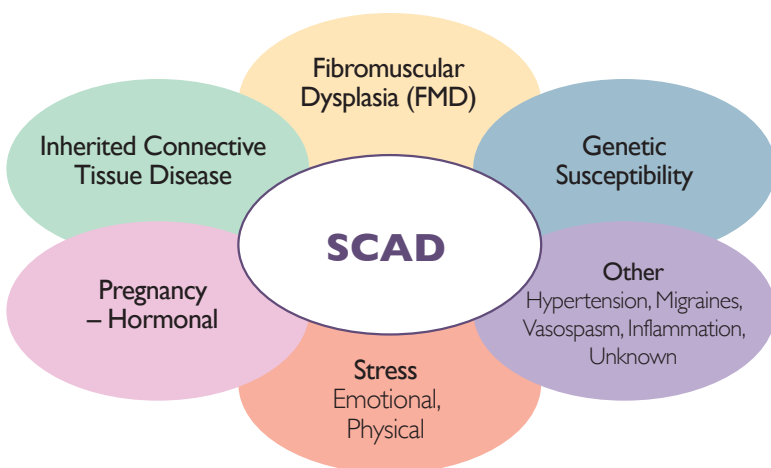 Fibromuscular
Dysplasia (FMD)
Inherited Connective
Tissue Disease
Genetic
Susceptibility
SCAD
Pregnancy
– Hormonal
Other
Hypertension, Migraines,
Vasospasm, Inflammation,
Unknown
Stress
Emotional,
Physical